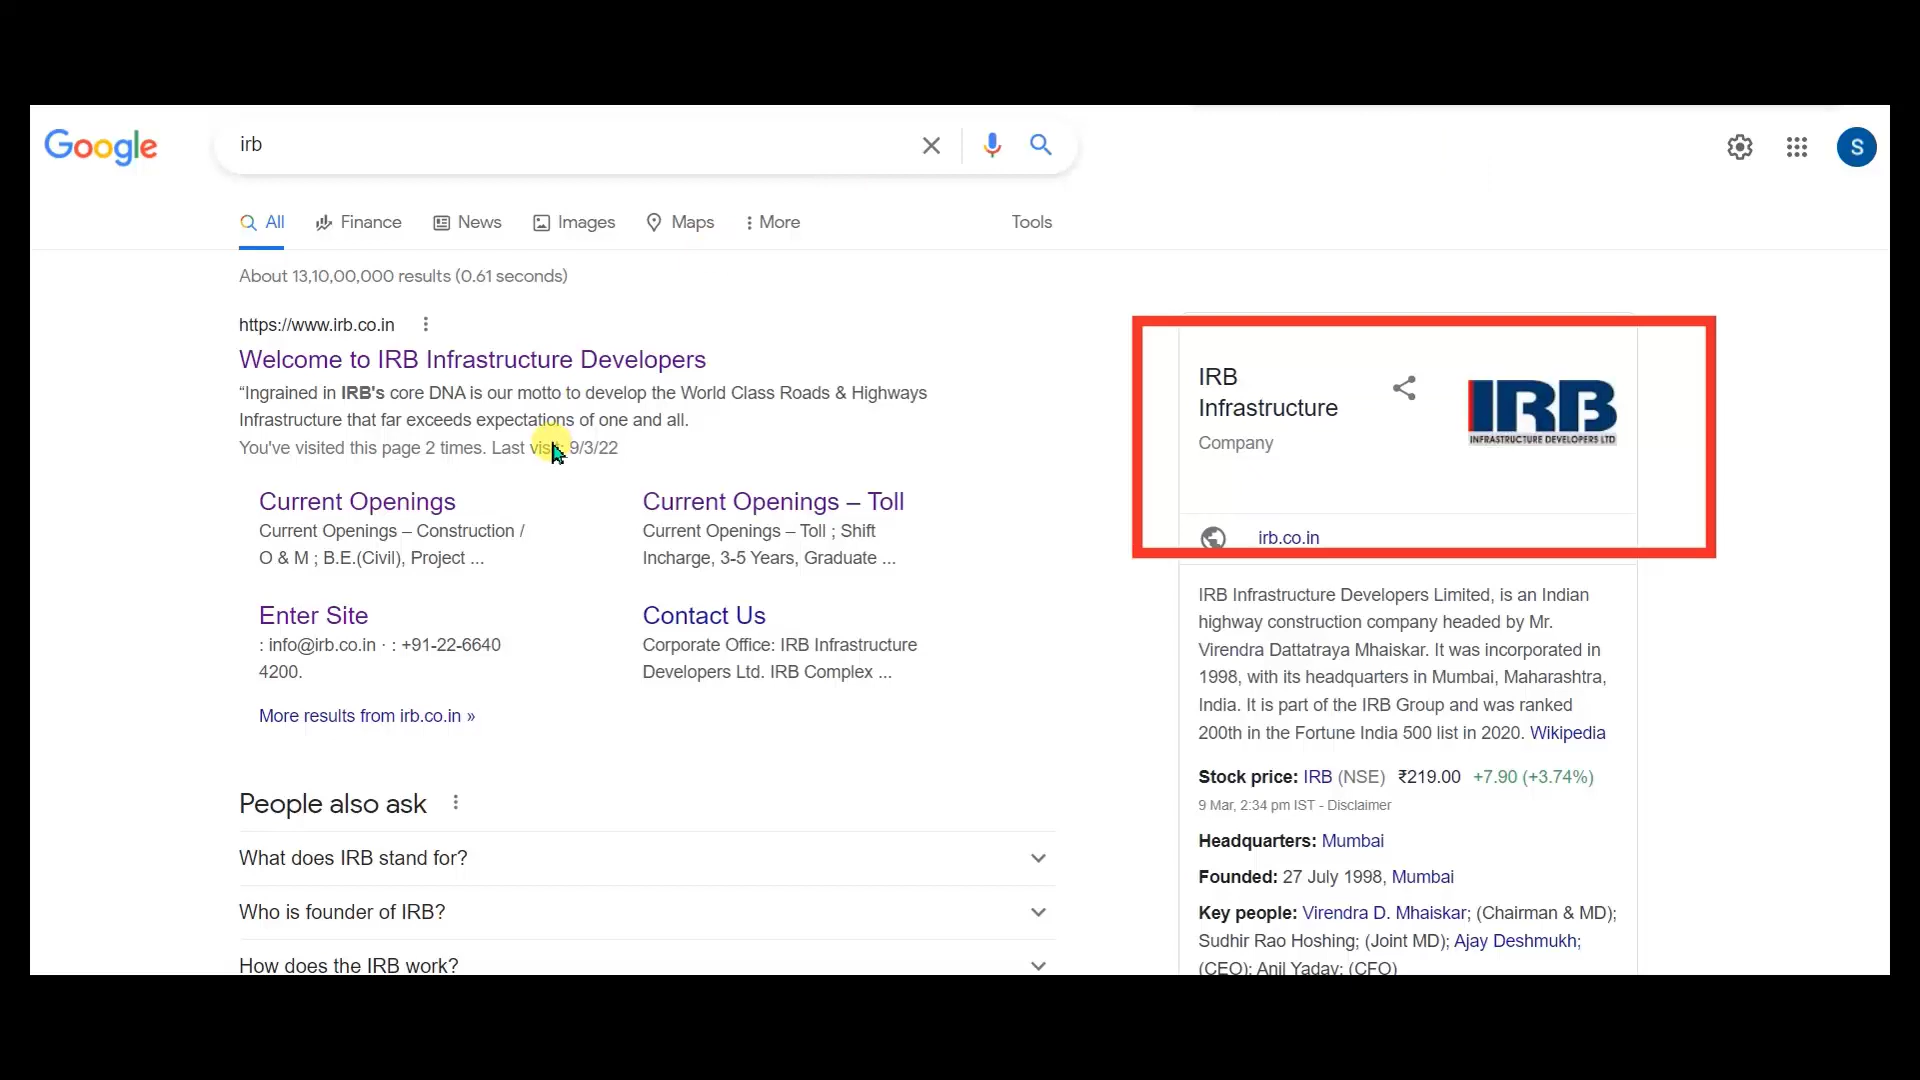 Google
irb
S
All
Finance
News
Images
Maps
More
Tools
About 13,10,00,000 results (0.61 seconds)
https://www.irb.co.in
Welcome to IRB Infrastructure Developers
“Ingrained in IRB's core DNA is our motto to develop the World Class Roads & Highways
Infrastructure that far exceeds expectations of one and all.
You've visited this page 2 times. Last visit: 9/3/22
Current Openings
Current Openings – Construction /
O & M ; B.E.(Civil), Project ...
Current Openings – Toll
Current Openings – Toll ; Shift
Incharge, 3-5 Years, Graduate ...
Enter Site
: info@irb.co.in · : +91-22-6640
4200.
Contact Us
Corporate Office: IRB Infrastructure
Developers Ltd. IRB Complex ...
More results from irb.co.in »
People also ask
What does IRB stand for?
Who is founder of IRB?
How does the IRB work?
IRB
Infrastructure
Company
IRB
INFRASTRUCTURE DEVELOPERS LTD
irb.co.in
IRB Infrastructure Developers Limited, is an Indian
highway construction company headed by Mr.
Virendra Dattatraya Mhaiskar. It was incorporated in
1998, with its headquarters in Mumbai, Maharashtra,
India. It is part of the IRB Group and was ranked
200th in the Fortune India 500 list in 2020. Wikipedia
Stock price: IRB (NSE) ₹219.00 +7.90 (+3.74%)
9 Mar, 2:34 pm IST - Disclaimer
Headquarters: Mumbai
Founded: 27 July 1998, Mumbai
Key people: Virendra D. Mhaiskar; (Chairman & MD);
Sudhir Rao Hoshing; (Joint MD); Ajay Deshmukh;
(CEO); Anil Yadav; (CFO)